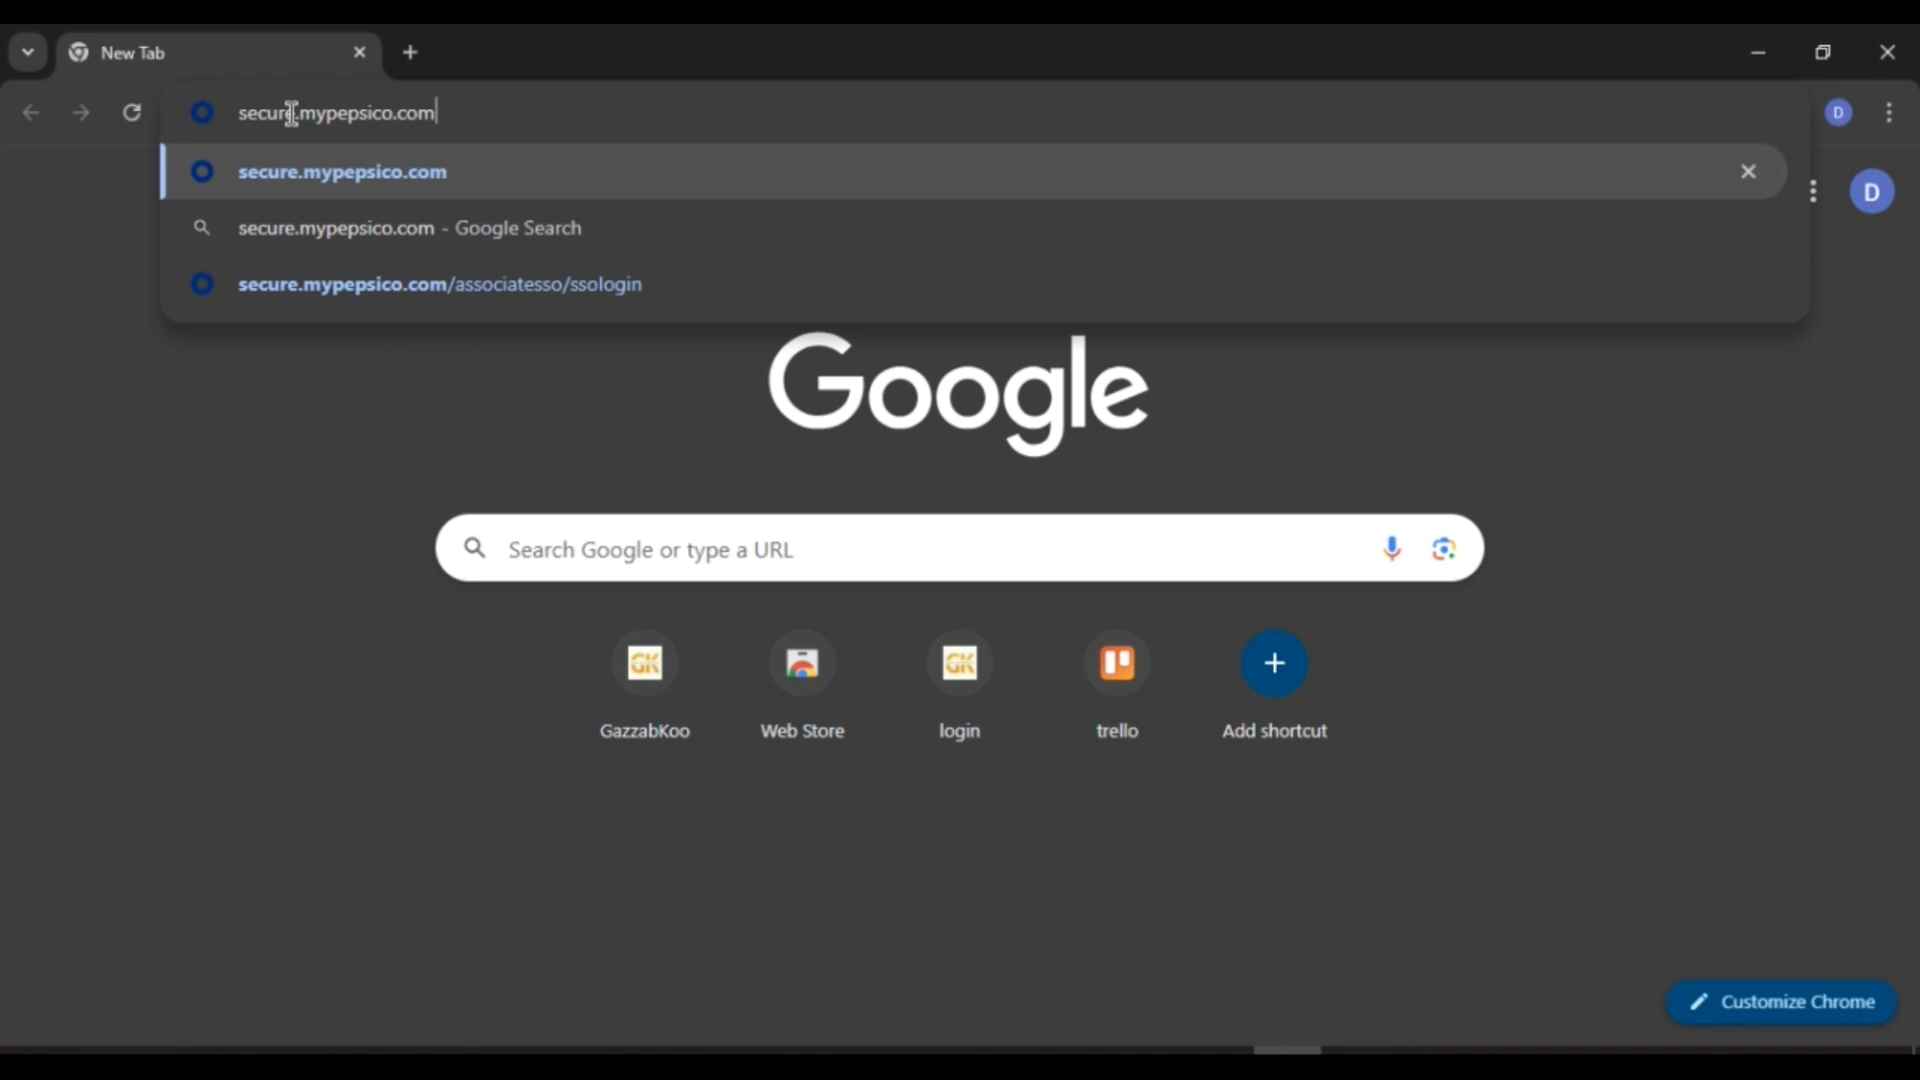 New Tab
secure.mypepsico.com
D
secure.mypepsico.com
D
secure.mypepsico.com - Google Search
secure.mypepsico.com/associatesso/ssologin
Google
Search Google or type a URL
GK
GK
GazzabKoo
Web Store
login
trello
Add shortcut
Customize Chrome